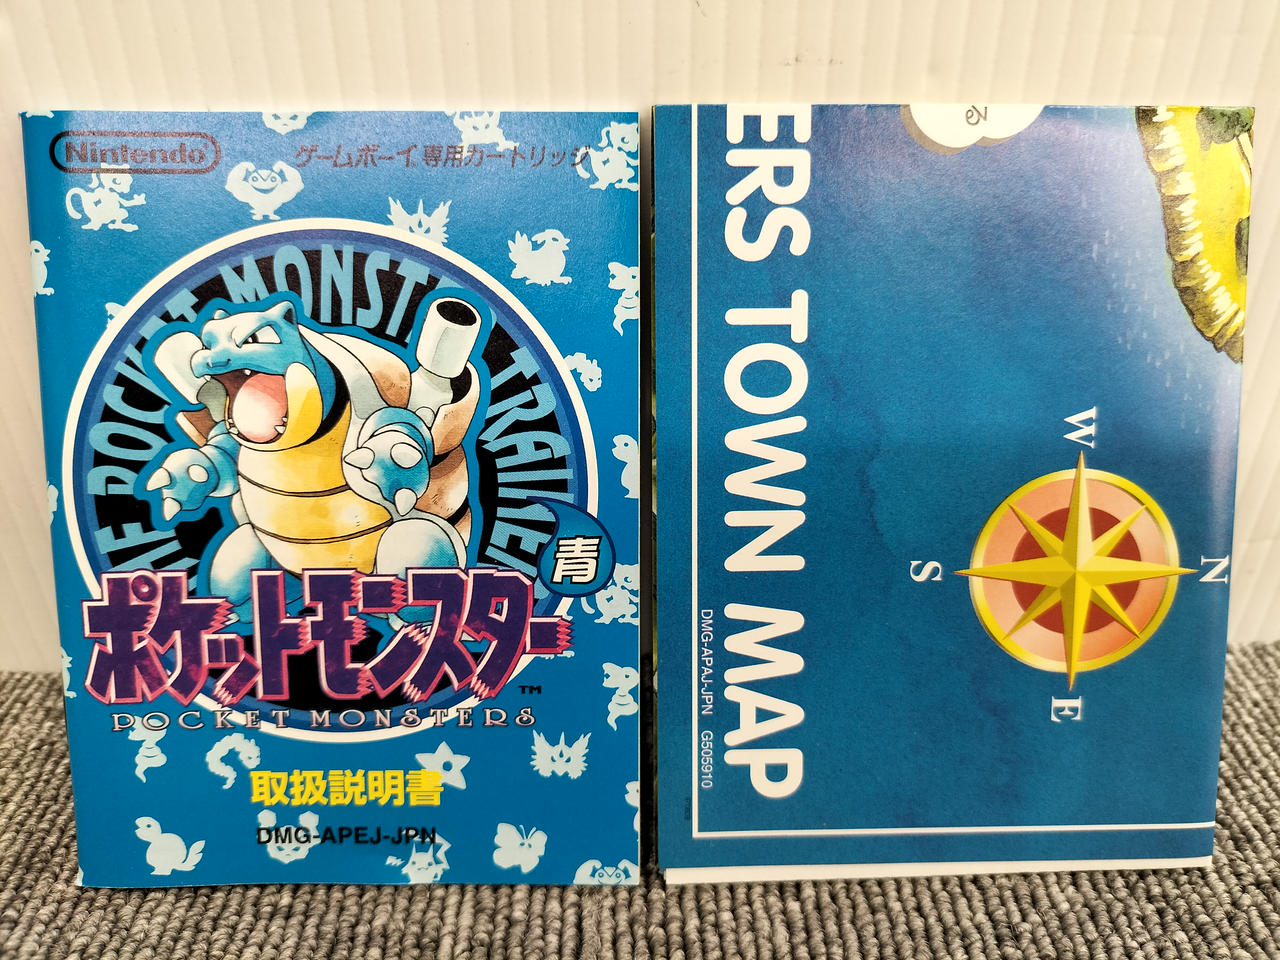 Nintendo
ゲームボーイ専用カートリッジ
POCKET MONST TRAINER
青
ポケットモンスター
TM
POCKET MONSTERS
取扱説明書
DMG-APEJ-JPN
ERS TOWN MAP
DMG-APAJ-JPN G505910
W
N
S
E